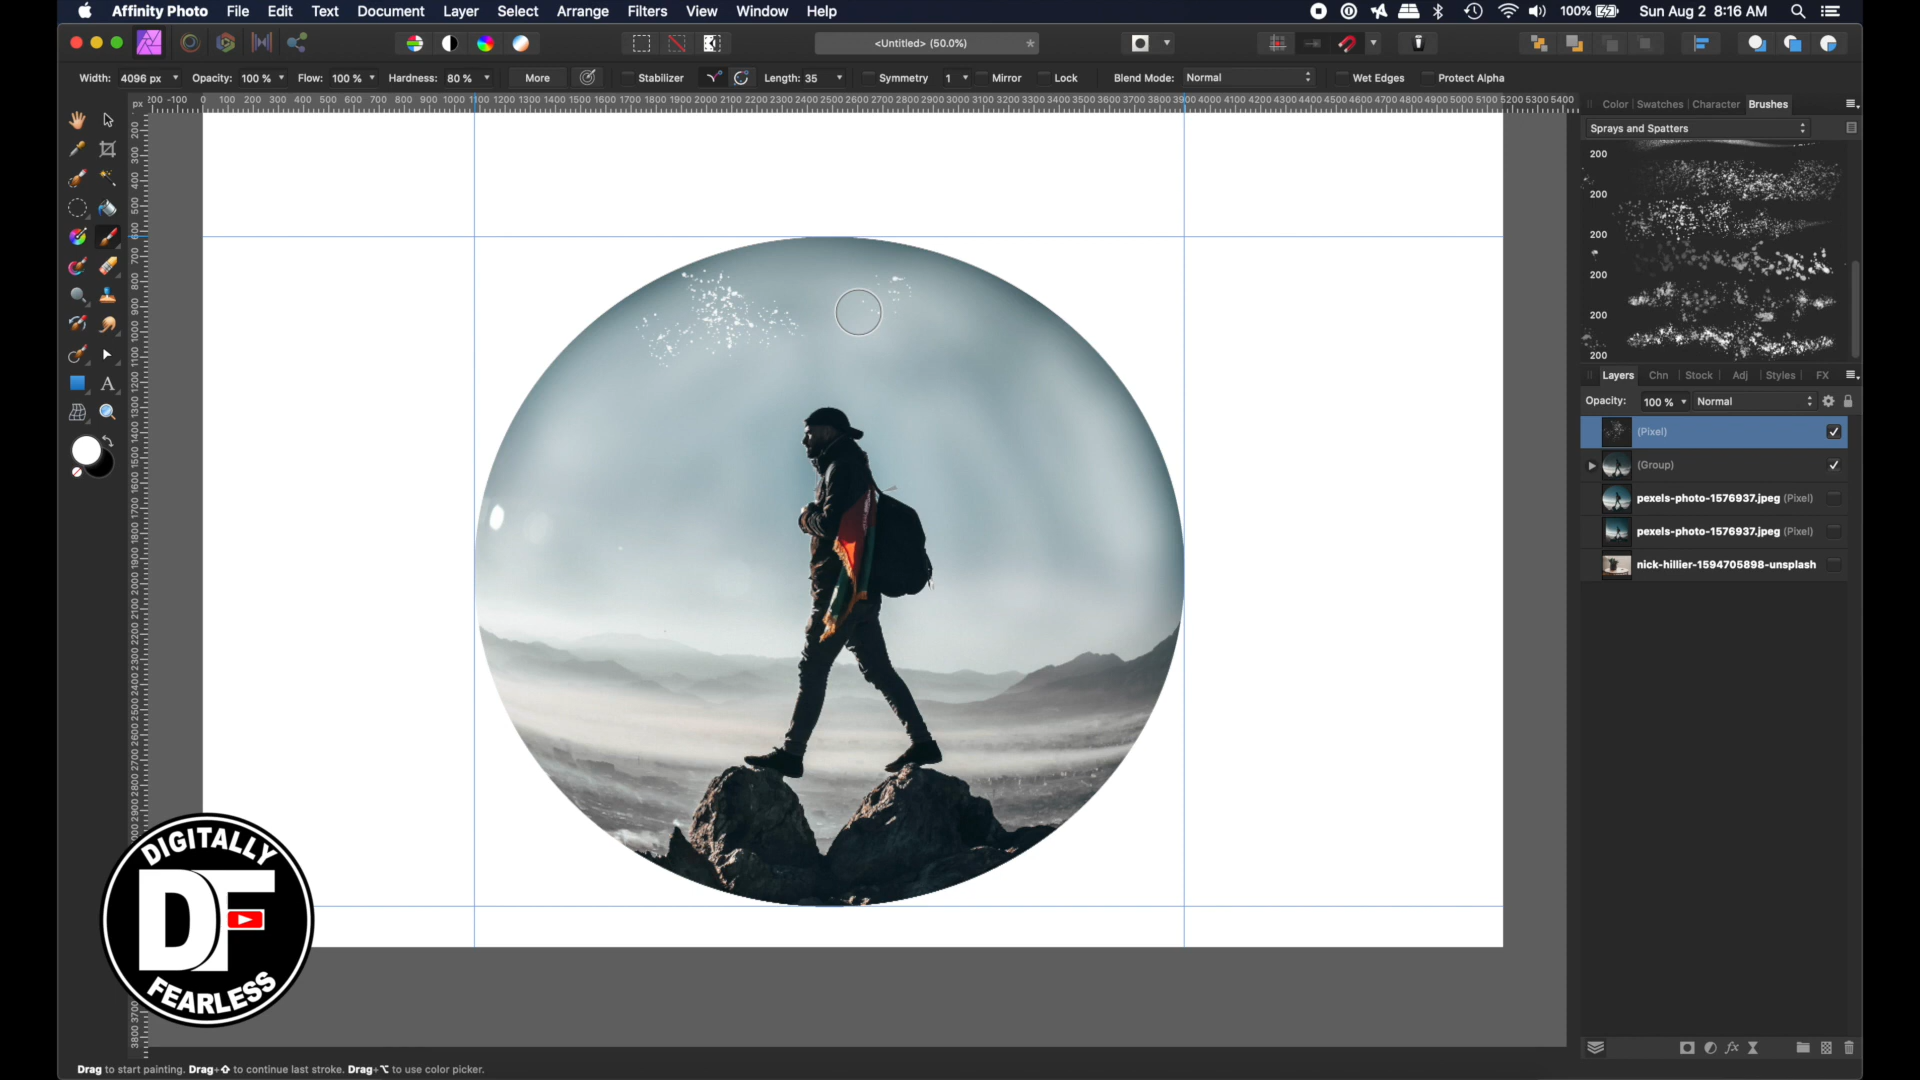 Affinity Photo File Edit Text Document Layer Select Arrange Filters View Window Help 100% Sun Aug 2 8:16 AM
<Untitled> (50.0%) *
Width: 4096 px Opacity: 100 % Flow: 100 % Hardness: 80 % More Stabilizer Length: 35 Symmetry 1 Mirror Lock Blend Mode: Normal Wet Edges Protect Alpha
px
Color Swatches Character Brushes
Sprays and Spatters
200
200
200
200
200
200
Layers Chn Stock Adj Styles FX
Opacity: 100 % Normal
(Pixel)
(Group)
pexels-photo-1576937.jpeg (Pixel)
pexels-photo-1576937.jpeg (Pixel)
nick-hillier-1594705898-unsplash
DIGITALLY
DF
FEARLESS
Drag to start painting. Drag+⇧ to continue last stroke. Drag+⌥ to use color picker.